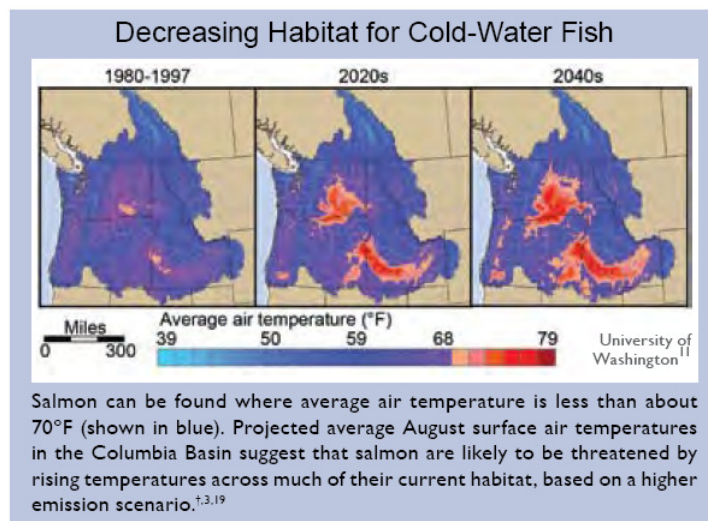 Decreasing Habitat for Cold-Water Fish
1980-1997 2020s 2040s
Miles
0 300
Average air temperature (°F)
39 50 59 68 79
University of
Washington11
Salmon can be found where average air temperature is less than about
70°F (shown in blue). Projected average August surface air temperatures
in the Columbia Basin suggest that salmon are likely to be threatened by
rising temperatures across much of their current habitat, based on a higher
emission scenario.†,3,19